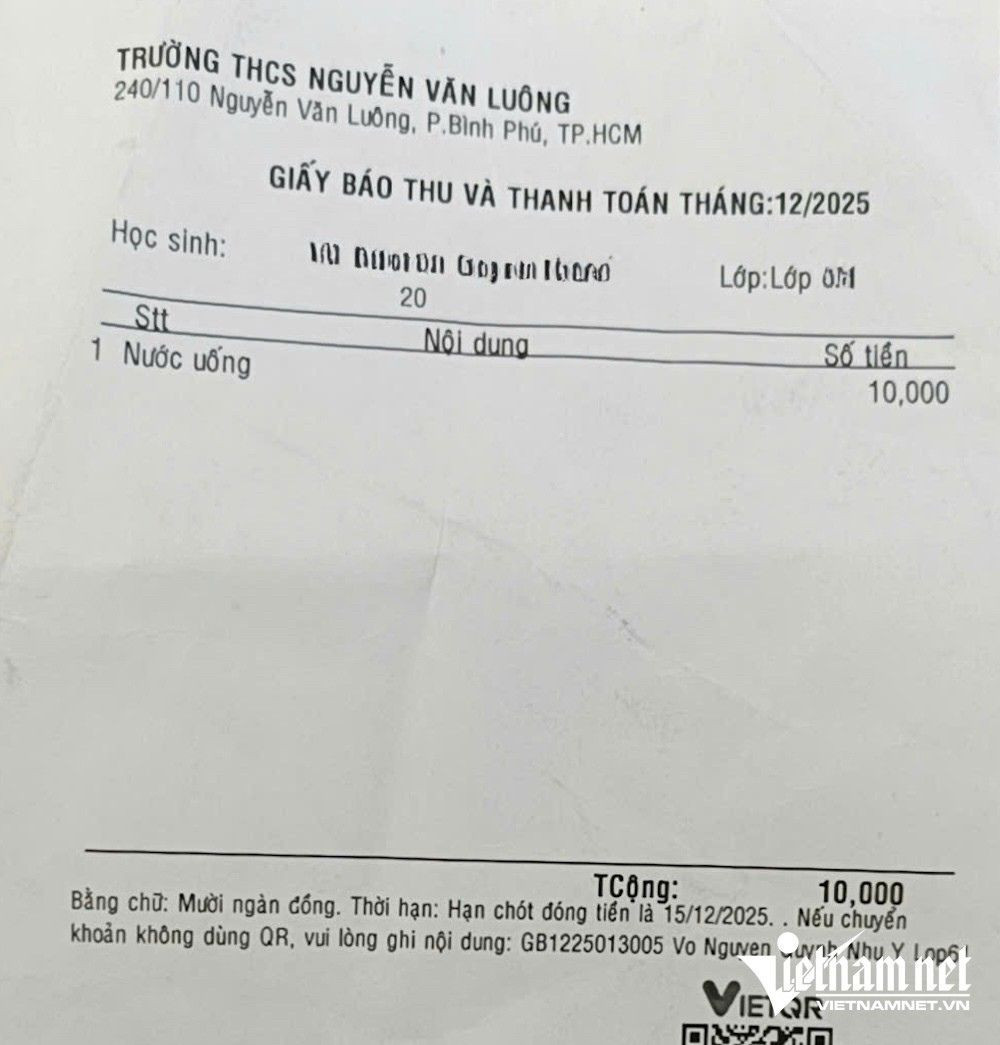 TRƯỜNG THCS NGUYỄN VĂN LUÔNG
240/110 Nguyễn Văn Luông, P.Bình Phú, TP.HCM
GIẤY BÁO THU VÀ THANH TOÁN THÁNG:12/2025
Học sinh: Lớp:Lớp
20
Stt Nội dung Số tiền
1 Nước uống 10,000
TCộng: 10,000
Bằng chữ: Mười ngàn đồng. Thời hạn: Hạn chót đóng tiền là 15/12/2025. . Nếu chuyển
khoản không dùng QR, vui lòng ghi nội dung: GB1225013005 Vo Nguyen Quynh Nhu Y
Vietnamnet
VIETNAMNET.VN
VIETQR